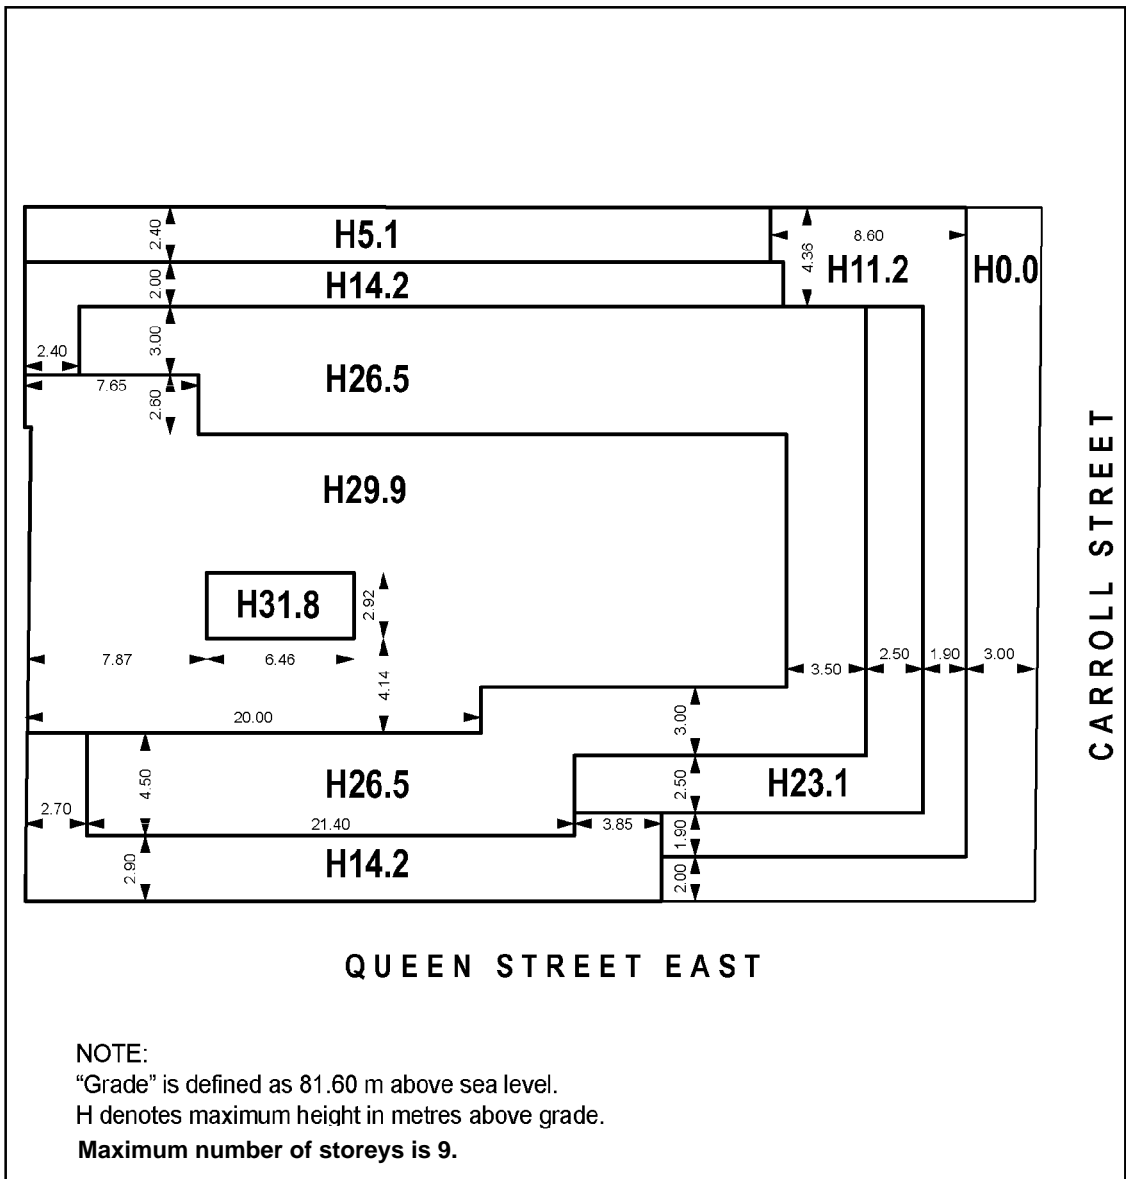 2.40
H5.1
8.60
4.36
H11.2
H0.0
2.00
H14.2
3.00
2.40
H26.5
7.65
2.60
H29.9
CARROLL STREET
H31.8
2.92
7.87
6.46
4.14
3.50
2.50
1.90
3.00
20.00
3.00
4.50
H26.5
2.50
H23.1
2.70
21.40
3.85
1.90
2.90
H14.2
2.00
QUEEN STREET EAST
NOTE:
“Grade” is defined as 81.60 m above sea level.
H denotes maximum height in metres above grade.
Maximum number of storeys is 9.